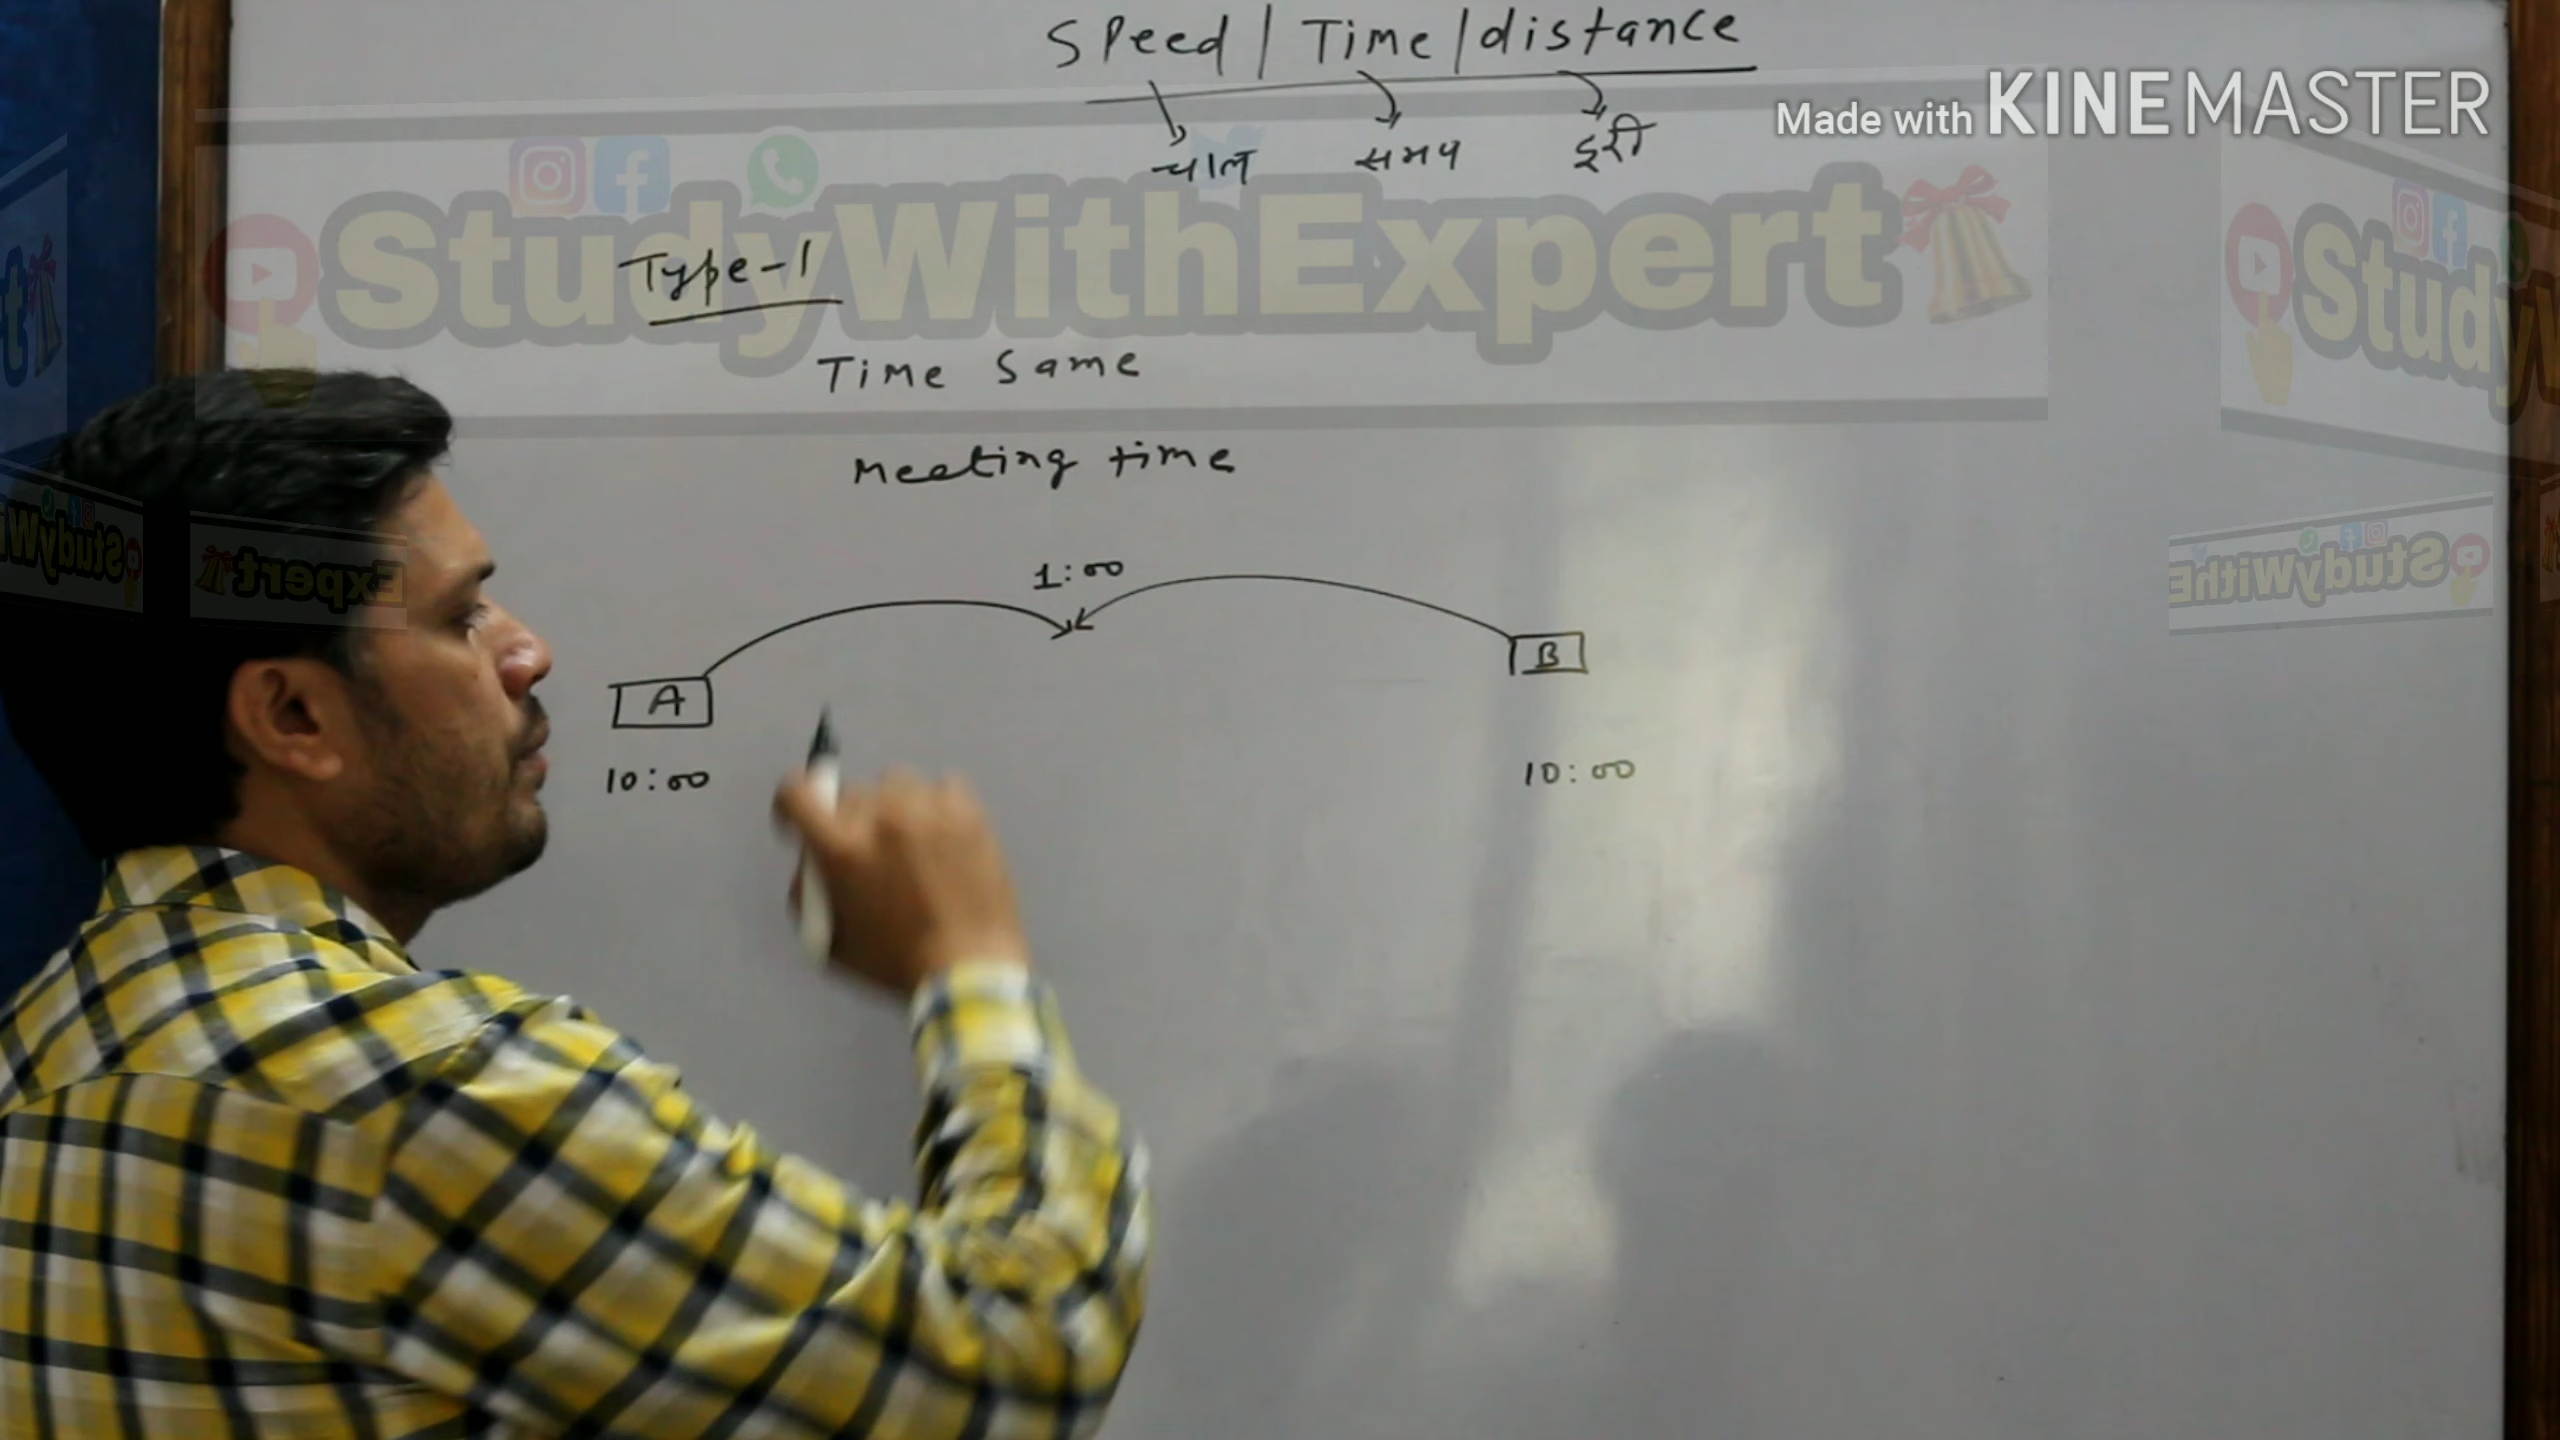 Speed / Time / distance
Made with KINEMASTER
चाल समय दूरी
StudyWithExpert
Type-1
Time Same
Meeting time
1:00
A B
10:00 10:00